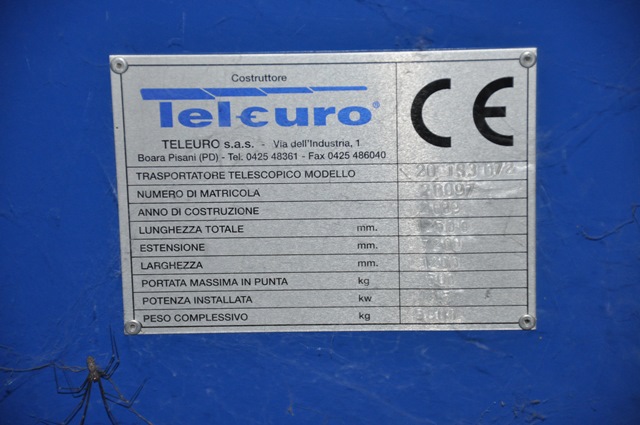 Costruttore
Teleuro®
CE
TELEURO s.a.s. - Via dell'Industria, 1
Boara Pisani (PD) - Tel. 0425 48361 - Fax 0425 486040
TRASPORTATORE TELESCOPICO MODELLO
NUMERO DI MATRICOLA
ANNO DI COSTRUZIONE
LUNGHEZZA TOTALE mm.
ESTENSIONE mm.
LARGHEZZA mm.
PORTATA MASSIMA IN PUNTA kg
POTENZA INSTALLATA kw
PESO COMPLESSIVO kg